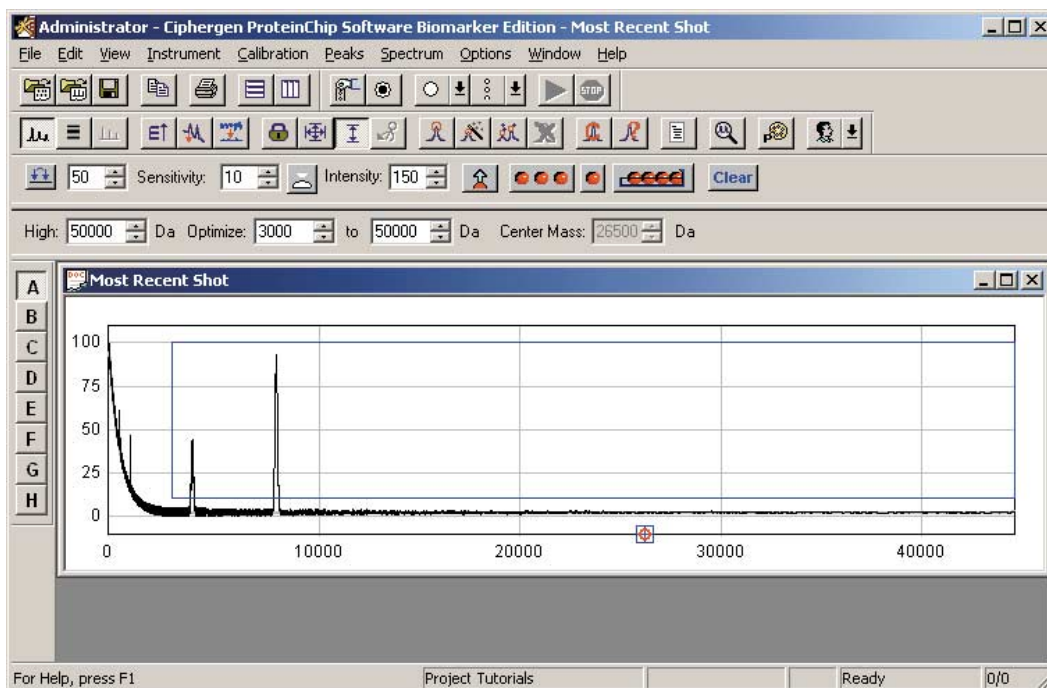 Administrator - Ciphergen ProteinChip Software Biomarker Edition - Most Recent Shot
File Edit View Instrument Calibration Peaks Spectrum Options Window Help
STOP
50 Sensitivity: 10 Intensity: 150 Clear
High: 50000 Da Optimize: 3000 to 50000 Da Center Mass: 26500 Da
A
B
C
D
E
F
G
H
DOC Most Recent Shot
100
75
50
25
0
0 10000 20000 30000 40000
For Help, press F1 Project Tutorials Ready 0/0